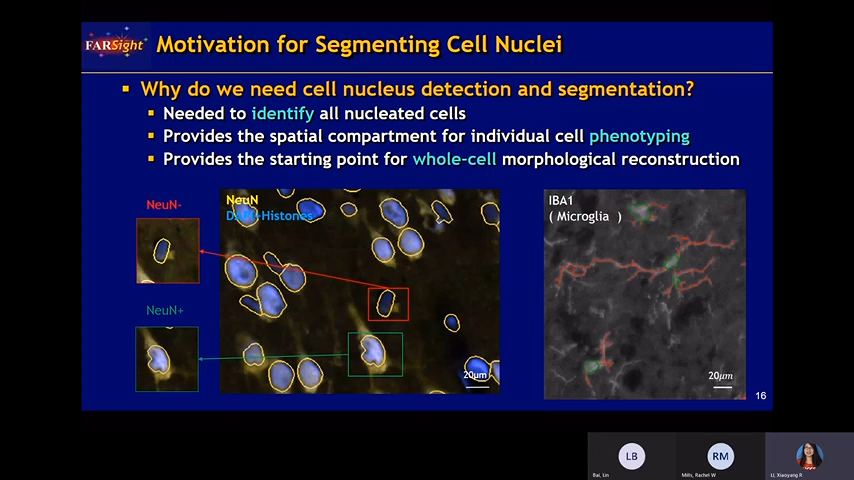 FARSight
Motivation for Segmenting Cell Nuclei
Why do we need cell nucleus detection and segmentation?
Needed to identify all nucleated cells
Provides the spatial compartment for individual cell phenotyping
Provides the starting point for whole-cell morphological reconstruction
NeuN-
NeuN
DAPI+Histones
NeuN+
20μm
IBA1
( Microglia )
20μm
16
LB
Bai, Lin
RM
Mills, Rachel W
LI, Xiaoyang R